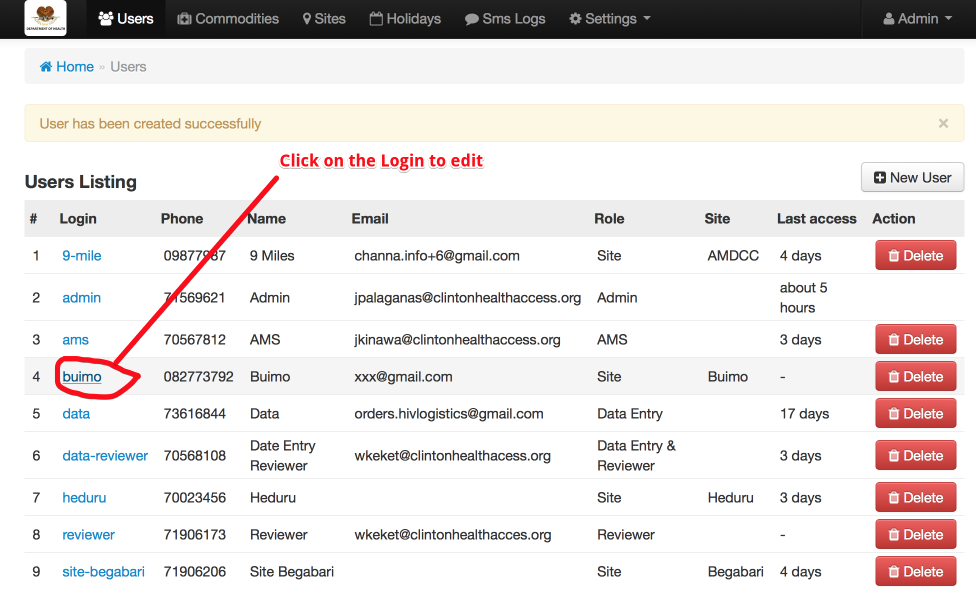 DEPARTMENT OF HEALTH
Users Commodities Sites Holidays Sms Logs Settings Admin
Home » Users
User has been created successfully ×
Click on the Login to edit
Users Listing New User
# Login Phone Name Email Role Site Last access Action
1 9-mile 09877987 9 Miles channa.info+6@gmail.com Site AMDCC 4 days Delete
2 admin 71569621 Admin jpalaganas@clintonhealthaccess.org Admin about 5
hours
3 ams 70567812 AMS jkinawa@clintonhealthaccess.org AMS 3 days Delete
4 buimo 082773792 Buimo xxx@gmail.com Site Buimo - Delete
5 data 73616844 Data orders.hivlogistics@gmail.com Data Entry 17 days Delete
6 data-reviewer 70568108 Date Entry
Reviewer wkeket@clintonhealthacess.org Data Entry &
Reviewer 3 days Delete
7 heduru 70023456 Heduru Site Heduru 3 days Delete
8 reviewer 71906173 Reviewer wkeket@clintonhealthacces.org Reviewer - Delete
9 site-begabari 71906206 Site Begabari Site Begabari 4 days Delete